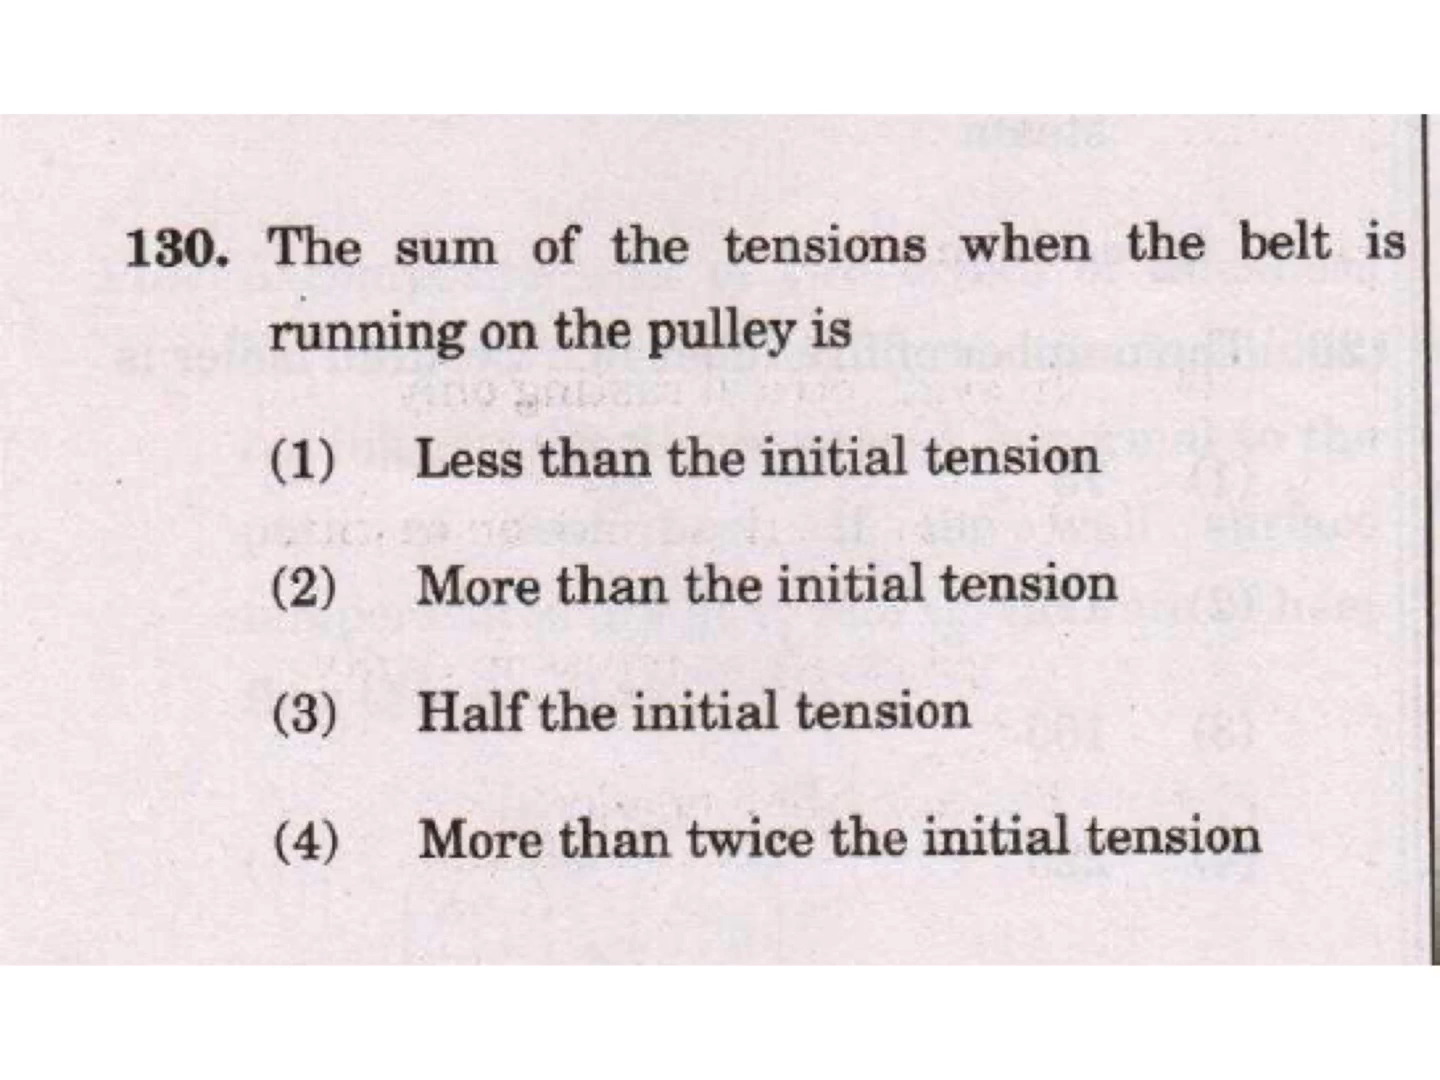 130. The sum of the tensions when the belt is
running on the pulley is
(1) Less than the initial tension
(2) More than the initial tension
(3) Half the initial tension
(4) More than twice the initial tension